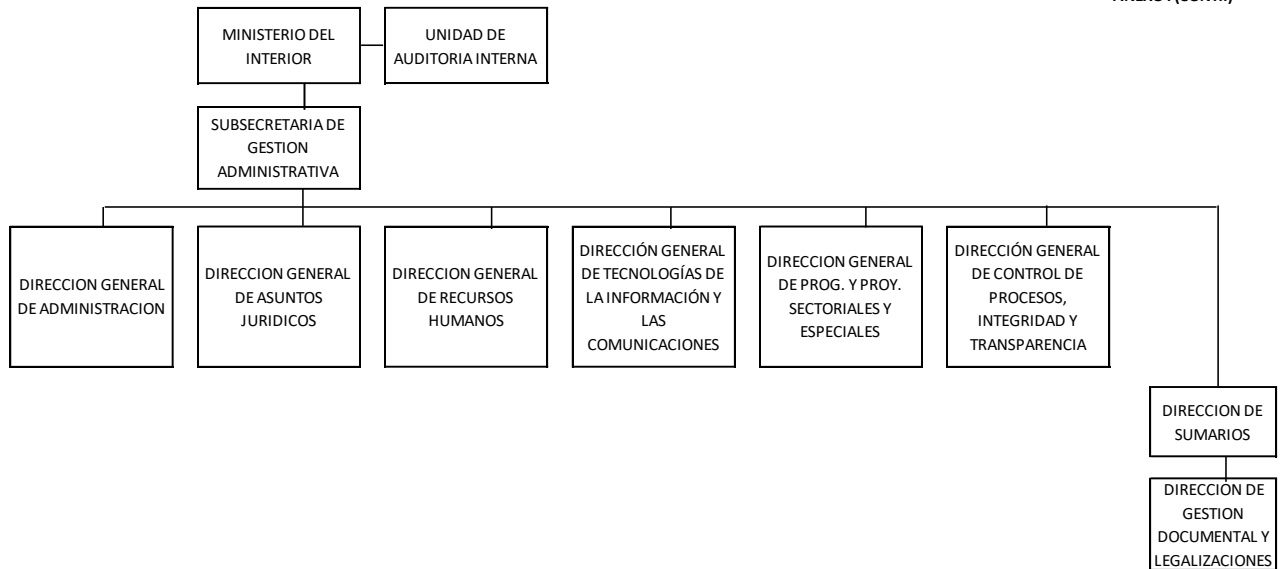 MINISTERIO DEL
INTERIOR
UNIDAD DE
AUDITORIA INTERNA
SUBSECRETARIA DE
GESTION
ADMINISTRATIVA
DIRECCION GENERAL
DE ADMINISTRACION
DIRECCION GENERAL
DE ASUNTOS
JURIDICOS
DIRECCION GENERAL
DE RECURSOS
HUMANOS
DIRECCIÓN GENERAL
DE TECNOLOGÍAS DE
LA INFORMACIÓN Y
LAS
COMUNICACIONES
DIRECCION GENERAL
DE PROG. Y PROY.
SECTORIALES Y
ESPECIALES
DIRECCIÓN GENERAL
DE CONTROL DE
PROCESOS,
INTEGRIDAD Y
TRANSPARENCIA
DIRECCION DE
SUMARIOS
DIRECCION DE
GESTION
DOCUMENTAL Y
LEGALIZACIONES